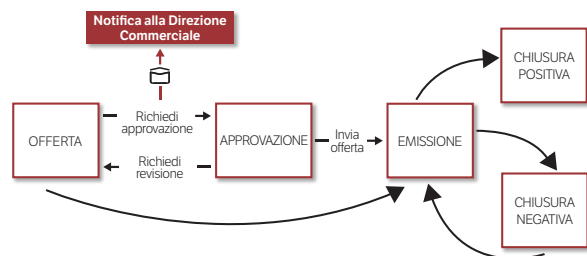 Notifica alla Direzione
Commerciale
OFFERTA
Richiedi
approvazione
Richiedi
revisione
APPROVAZIONE
Invia
offerta
EMISSIONE
CHIUSURA
POSITIVA
CHIUSURA
NEGATIVA